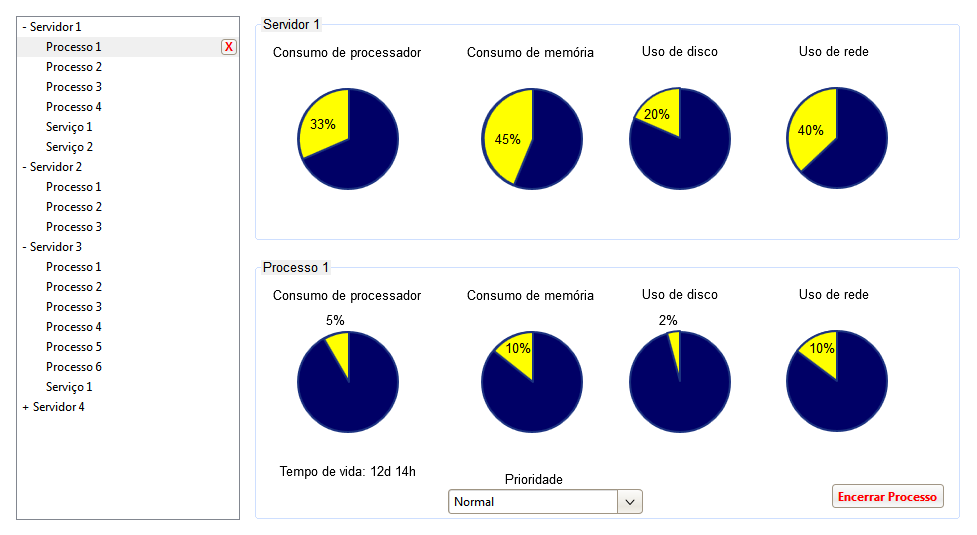 - Servidor 1
Processo 1 X
Processo 2
Processo 3
Processo 4
Serviço 1
Serviço 2
- Servidor 2
Processo 1
Processo 2
Processo 3
- Servidor 3
Processo 1
Processo 2
Processo 3
Processo 4
Processo 5
Processo 6
Serviço 1
+ Servidor 4
Servidor 1
Consumo de processador
Consumo de memória
Uso de disco
Uso de rede
33%
45%
20%
40%
Processo 1
Consumo de processador
Consumo de memória
Uso de disco
Uso de rede
5%
10%
2%
10%
Tempo de vida: 12d 14h
Prioridade
Normal
Encerrar Processo